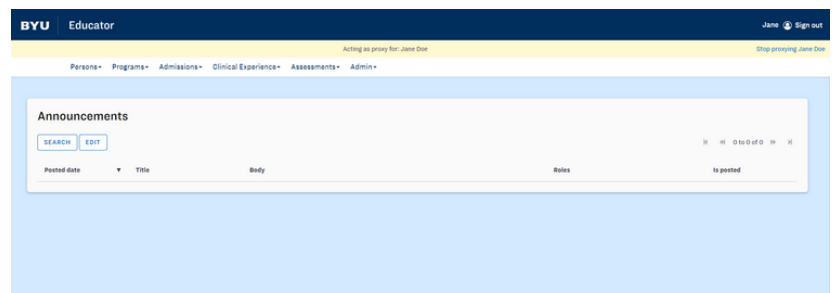 BYU Educator Jane Sign out
Acting as proxy for: Jane Doe Stop proxying Jane Doe
Persons Programs Admissions Clinical Experience Assessments Admin
Announcements
SEARCH EDIT 0 to 0 of 0
Posted date Title Body Roles Is posted